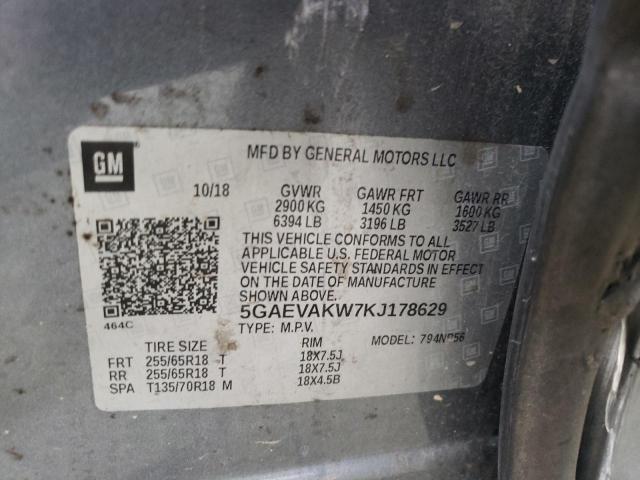 GM
MFD BY GENERAL MOTORS LLC
10/18 GVWR GAWR FRT GAWR RR
2900 KG 1450 KG 1600 KG
6394 LB 3196 LB 3527 LB
THIS VEHICLE CONFORMS TO ALL
APPLICABLE U.S. FEDERAL MOTOR
VEHICLE SAFETY STANDARDS IN EFFECT
ON THE DATE OF MANUFACTURE
SHOWN ABOVE.
464C
5GAEVAKW7KJ178629
TYPE: M.P.V. MODEL: 794NP56
TIRE SIZE RIM
FRT 255/65R18 T 18X7.5J
RR 255/65R18 T 18X7.5J
SPA T135/70R18 M 18X4.5B